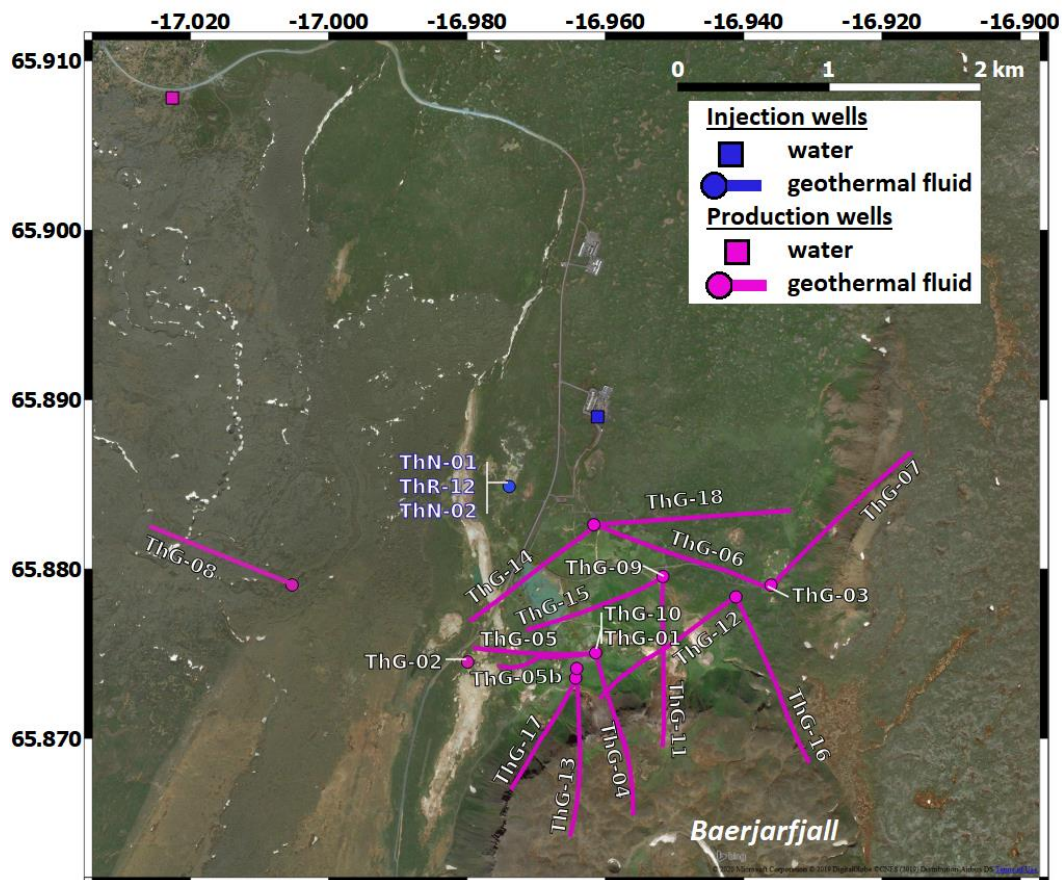 -17.020 -17.000 -16.980 -16.960 -16.940 -16.920 -16.900
65.910
65.900
65.890
65.880
65.870
0 1 2 km
Injection wells
water
geothermal fluid
Production wells
water
geothermal fluid
ThN-01
ThR-12
ThN-02
ThG-18
ThG-07
ThG-06
ThG-08
ThG-14
ThG-09
ThG-15
ThG-10
ThG-03
ThG-01
ThG-12
ThG-05
ThG-02
ThG-05b
ThG-11
ThG-16
ThG-17
ThG-13
ThG-04
Baerjarfjall